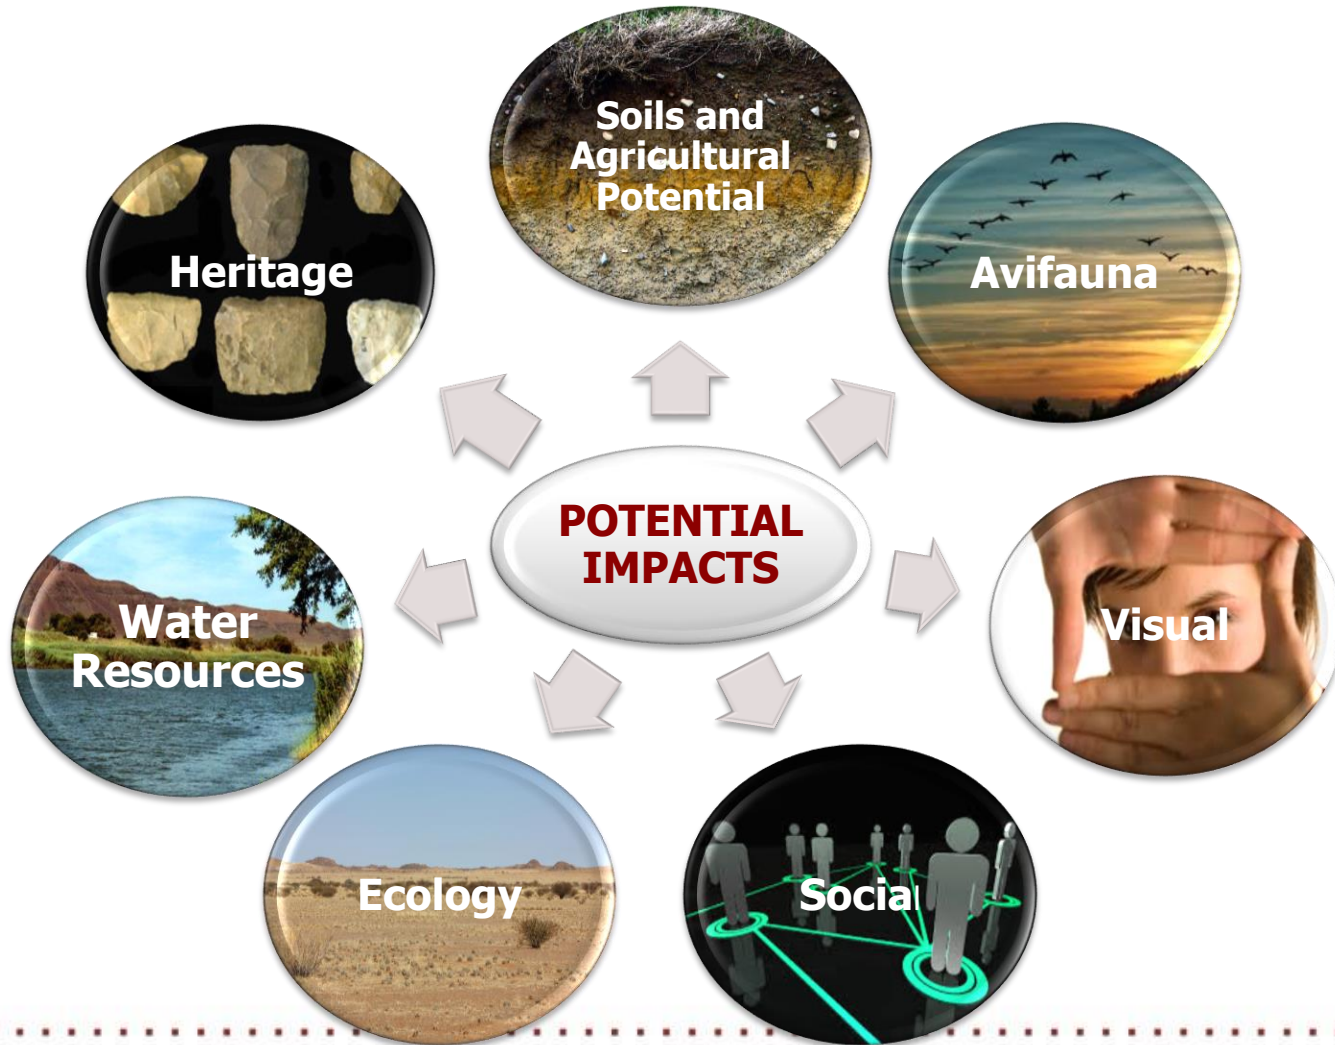 Soils and
Agricultural
Potential
Heritage
Avifauna
POTENTIAL
IMPACTS
Water
Resources
Visual
Ecology
Social